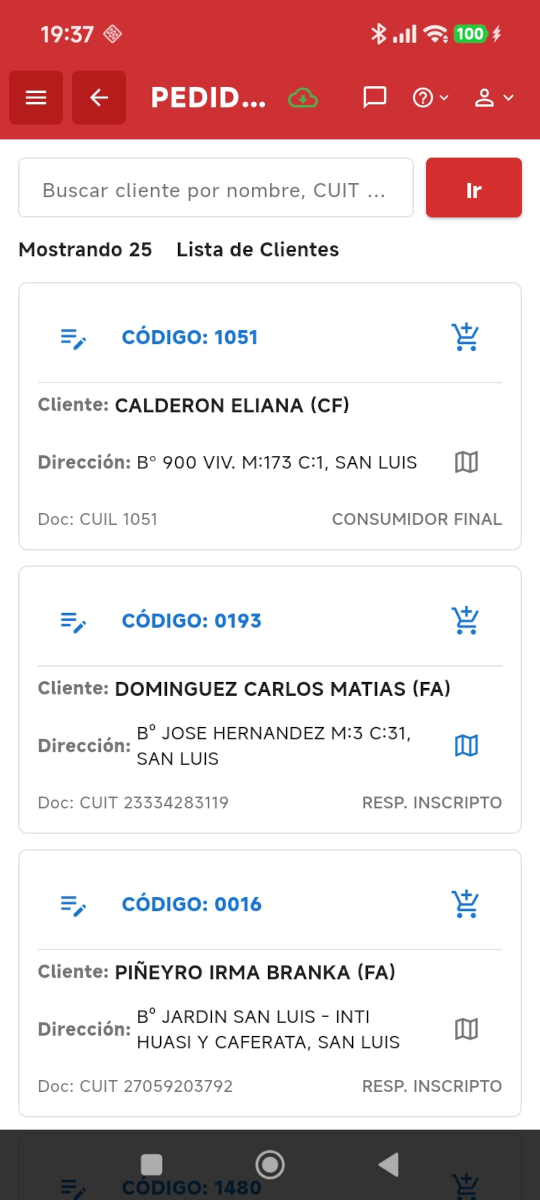 19:37
100
PEDID...
Buscar cliente por nombre, CUIT ...
Ir
Mostrando 25 Lista de Clientes
CÓDIGO: 1051
Cliente: CALDERON ELIANA (CF)
Dirección: B° 900 VIV. M:173 C:1, SAN LUIS
Doc: CUIL 1051
CONSUMIDOR FINAL
CÓDIGO: 0193
Cliente: DOMINGUEZ CARLOS MATIAS (FA)
Dirección: Bº JOSE HERNANDEZ M:3 C:31,
SAN LUIS
Doc: CUIT 23334283119
RESP. INSCRIPTO
CÓDIGO: 0016
Cliente: PIÑEYRO IRMA BRANKA (FA)
Dirección: Bº JARDIN SAN LUIS - INTI
HUASI Y CAFERATA, SAN LUIS
Doc: CUIT 27059203792
RESP. INSCRIPTO
CÓDIGO: 1480